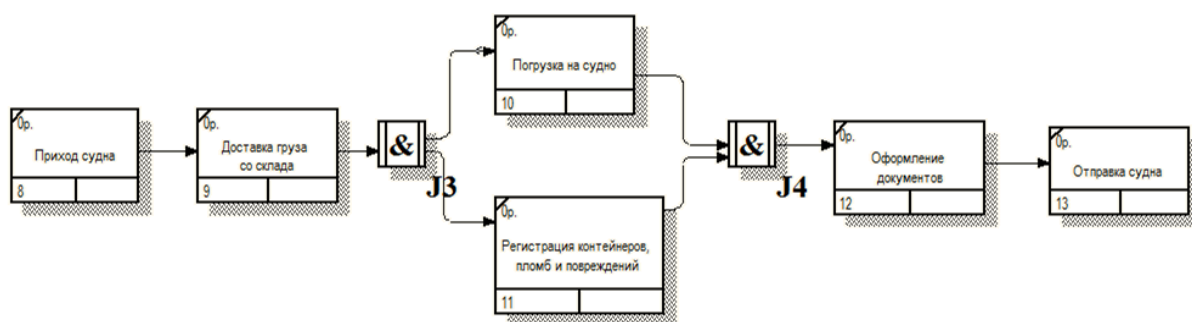 0р.
Приход судна
8
0р.
Доставка груза
со склада
9
&
J3
0р.
Погрузка на судно
10
0р.
Регистрация контейнеров,
пломб и повреждений
11
&
J4
0р.
Оформление
документов
12
0р.
Отправка судна
13